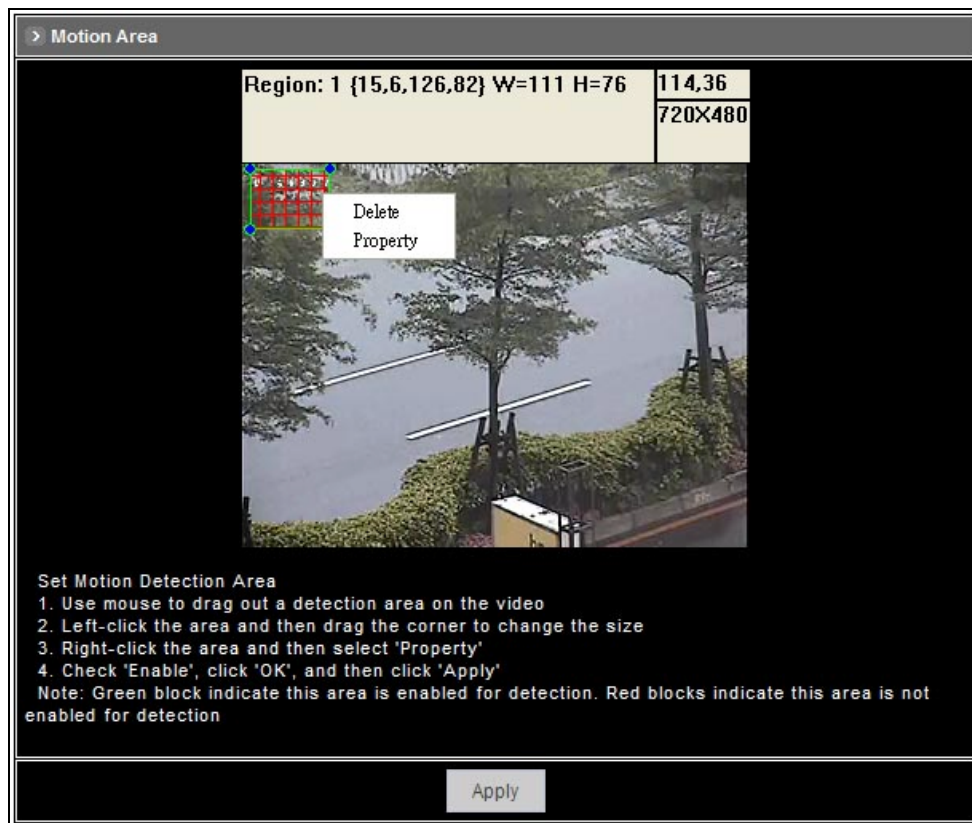 Motion Area
Region: 1 {15,6,126,82} W=111 H=76
114,36
720X480
Delete
Property
Set Motion Detection Area
1. Use mouse to drag out a detection area on the video
2. Left-click the area and then drag the corner to change the size
3. Right-click the area and then select 'Property'
4. Check 'Enable', click 'OK', and then click 'Apply'
Note: Green block indicate this area is enabled for detection. Red blocks indicate this area is not
enabled for detection
Apply